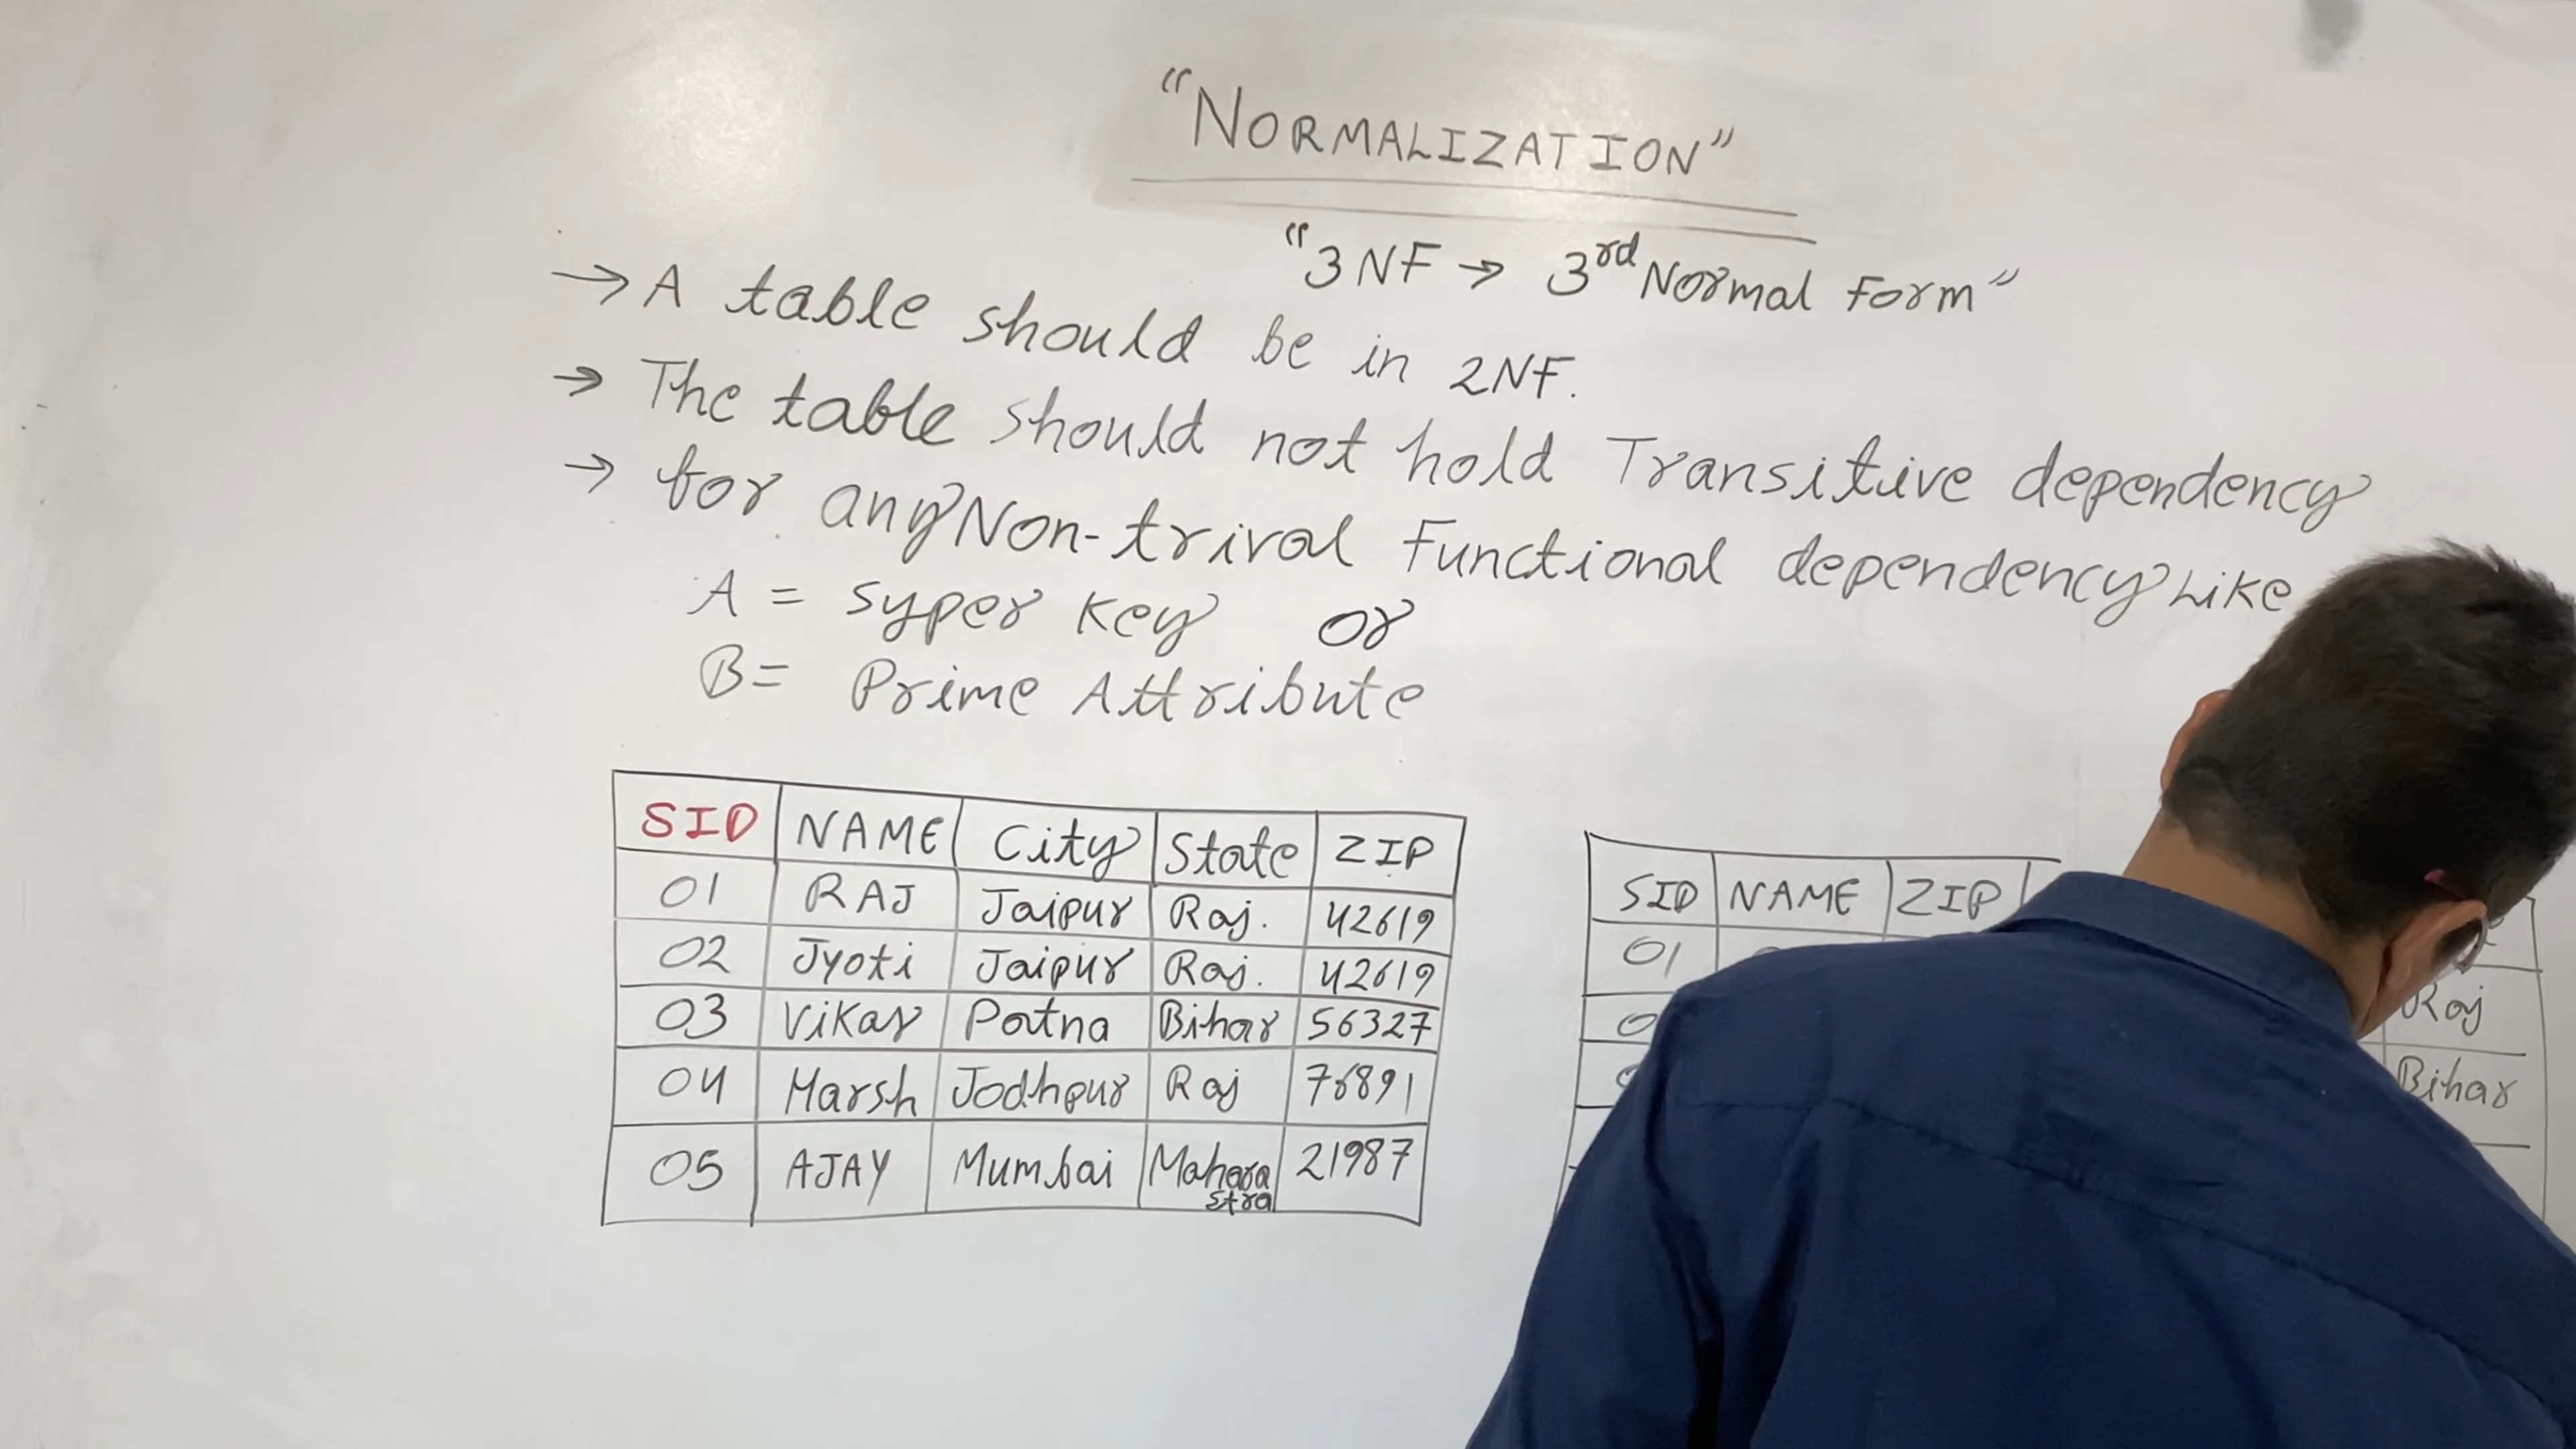 "NORMALIZATION"
"3NF → 3rd Normal Form"
→ A table should be in 2NF.
→ The table should not hold Transitive dependency
→ for any Non-trival Functional dependency Like
A = syper key or
B = Prime Attribute
SID NAME City State ZIP
01 RAJ Jaipur Raj. 42619
02 Jyoti Jaipur Raj. 42619
03 Vikas Patna Bihar 56327
04 Harsh Jodhpur Raj 76891
05 AJAY Mumbai Maharastra 21987
SID NAME ZIP
01
Raj
Bihar